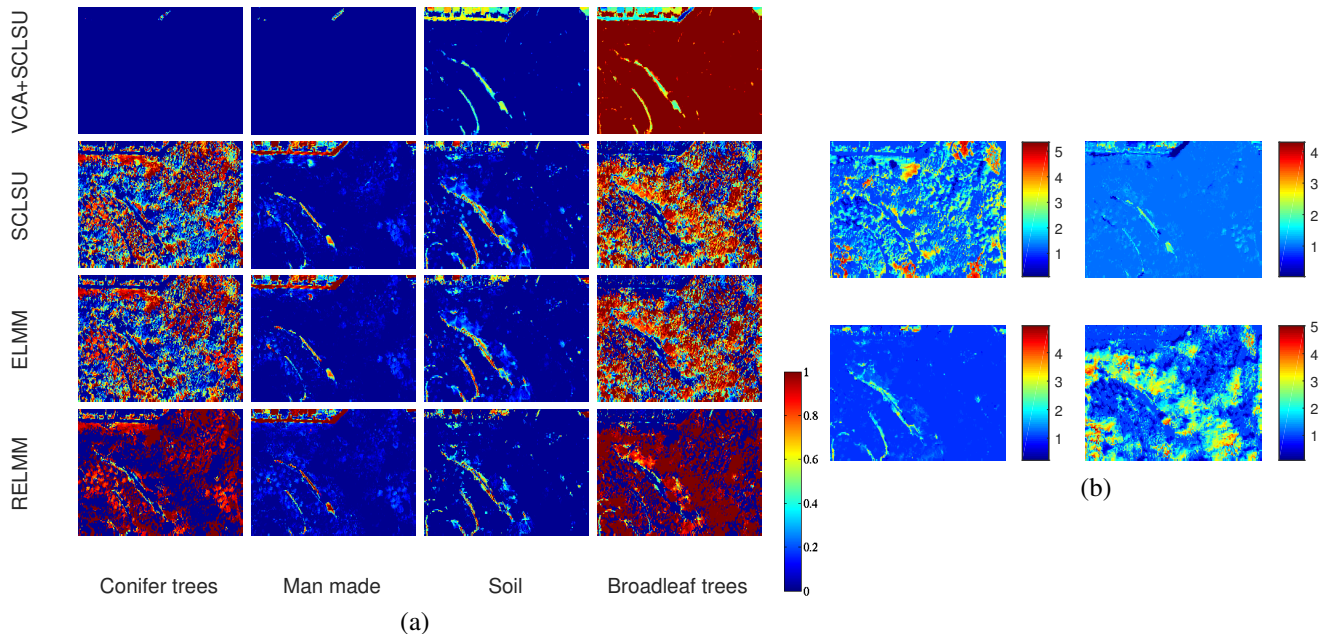 VCA+SCLSU
SCLSU
ELMM
RELMM
Conifer trees
Man made
Soil
Broadleaf trees
1
0.8
0.6
0.4
0.2
0
(a)
5
4
3
2
1
4
3
2
1
4
3
2
1
5
4
3
2
1
(b)